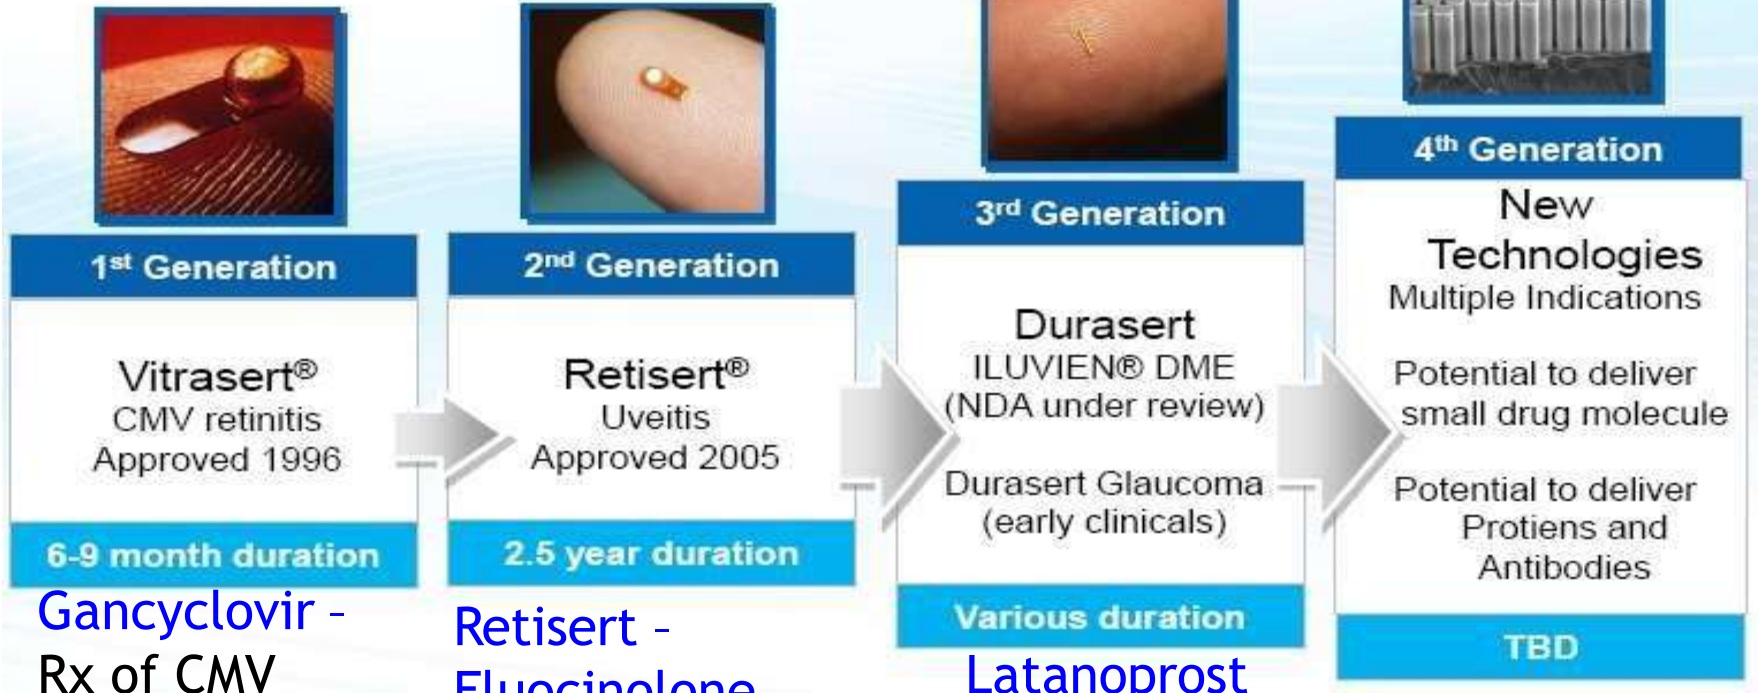 1st Generation
Vitrasert®
CMV retinitis
Approved 1996
6-9 month duration
Gancyclovir –
Rx of CMV
2nd Generation
Retisert®
Uveitis
Approved 2005
2.5 year duration
Retisert –
Fluocinolone
3rd Generation
Durasert
ILUVIEN® DME
(NDA under review)
Durasert Glaucoma
(early clinicals)
Various duration
Latanoprost
4th Generation
New
Technologies
Multiple Indications
Potential to deliver
small drug molecule
Potential to deliver
Protiens and
Antibodies
TBD